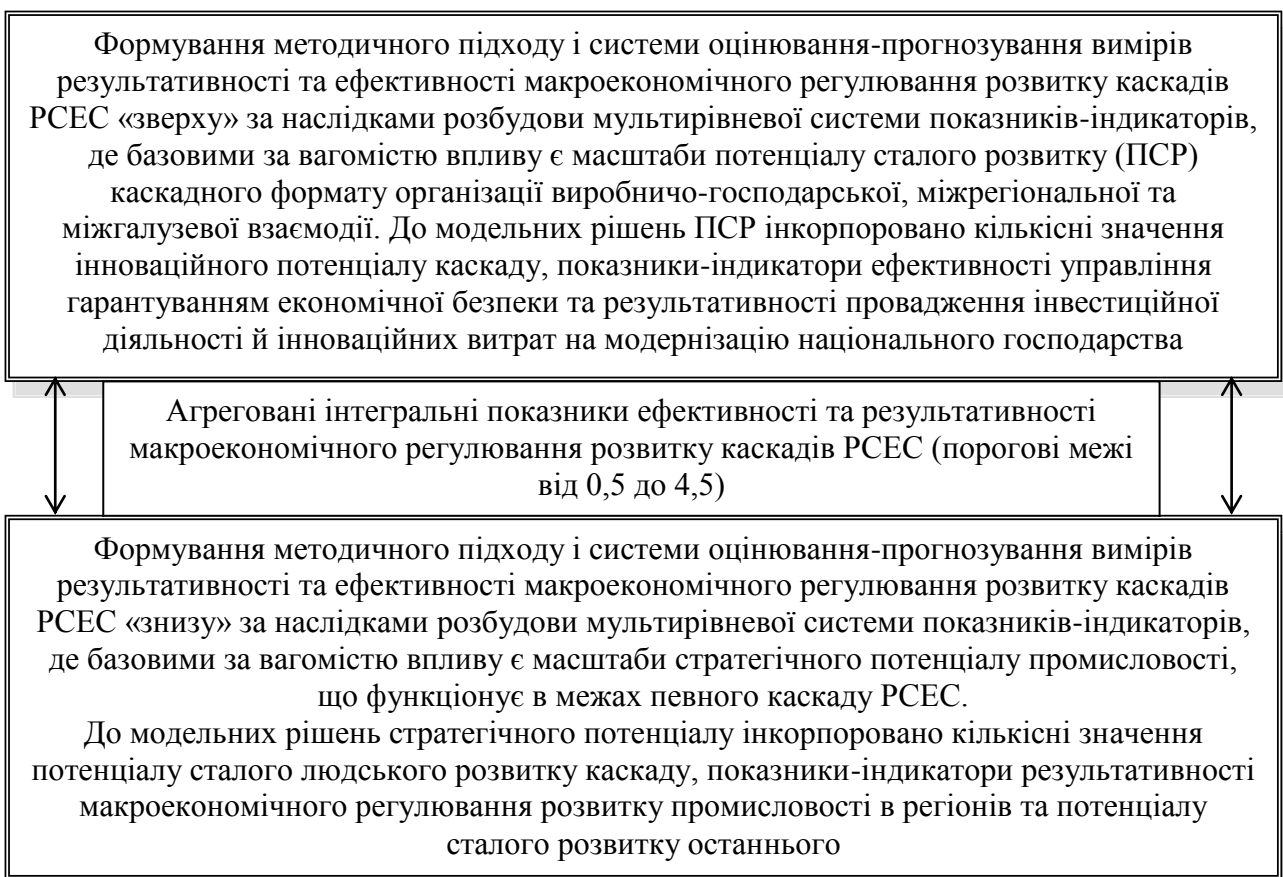 Формування методичного підходу і системи оцінювання-прогнозування вимірів
результативності та ефективності макроекономічного регулювання розвитку каскадів
РСЕС «зверху» за наслідками розбудови мультирівневої системи показників-індикаторів,
де базовими за вагомістю впливу є масштаби потенціалу сталого розвитку (ПСР)
каскадного формату організації виробничо-господарської, міжрегіональної та
міжгалузевої взаємодії. До модельних рішень ПСР інкорпоровано кількісні значення
інноваційного потенціалу каскаду, показники-індикатори ефективності управління
гарантуванням економічної безпеки та результативності провадження інвестиційної
діяльності й інноваційних витрат на модернізацію національного господарства
Агреговані інтегральні показники ефективності та результативності
макроекономічного регулювання розвитку каскадів РСЕС (порогові межі
від 0,5 до 4,5)
Формування методичного підходу і системи оцінювання-прогнозування вимірів
результативності та ефективності макроекономічного регулювання розвитку каскадів
РСЕС «знизу» за наслідками розбудови мультирівневої системи показників-індикаторів,
де базовими за вагомістю впливу є масштаби стратегічного потенціалу промисловості,
що функціонує в межах певного каскаду РСЕС.
До модельних рішень стратегічного потенціалу інкорпоровано кількісні значення
потенціалу сталого людського розвитку каскаду, показники-індикатори результативності
макроекономічного регулювання розвитку промисловості в регіонів та потенціалу
сталого розвитку останнього